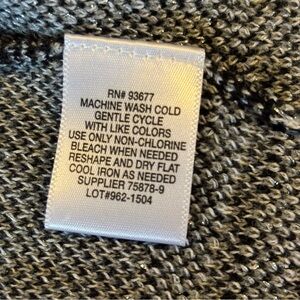 RN# 93677
MACHINE WASH COLD
GENTLE CYCLE
WITH LIKE COLORS
USE ONLY NON-CHLORINE
BLEACH WHEN NEEDED
RESHAPE AND DRY FLAT
COOL IRON AS NEEDED
SUPPLIER 75878-9
LOT#962-1504